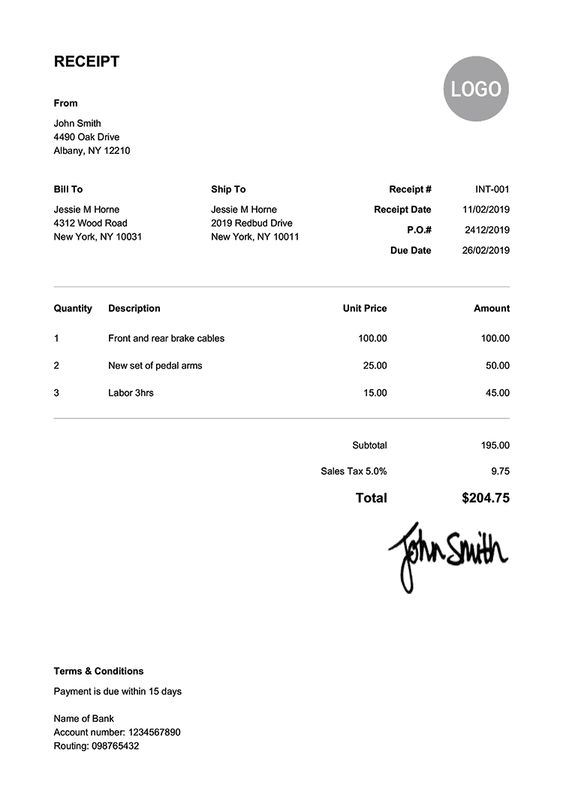 RECEIPT
LOGO
From
John Smith
4490 Oak Drive
Albany, NY 12210
Bill To
Jessie M Horne
4312 Wood Road
New York, NY 10031
Ship To
Jessie M Horne
2019 Redbud Drive
New York, NY 10011
Receipt # INT-001
Receipt Date 11/02/2019
P.O.# 2412/2019
Due Date 26/02/2019
Quantity Description Unit Price Amount
1 Front and rear brake cables 100.00 100.00
2 New set of pedal arms 25.00 50.00
3 Labor 3hrs 15.00 45.00
Subtotal 195.00
Sales Tax 5.0% 9.75
Total $204.75
John Smith
Terms & Conditions
Payment is due within 15 days
Name of Bank
Account number: 1234567890
Routing: 098765432